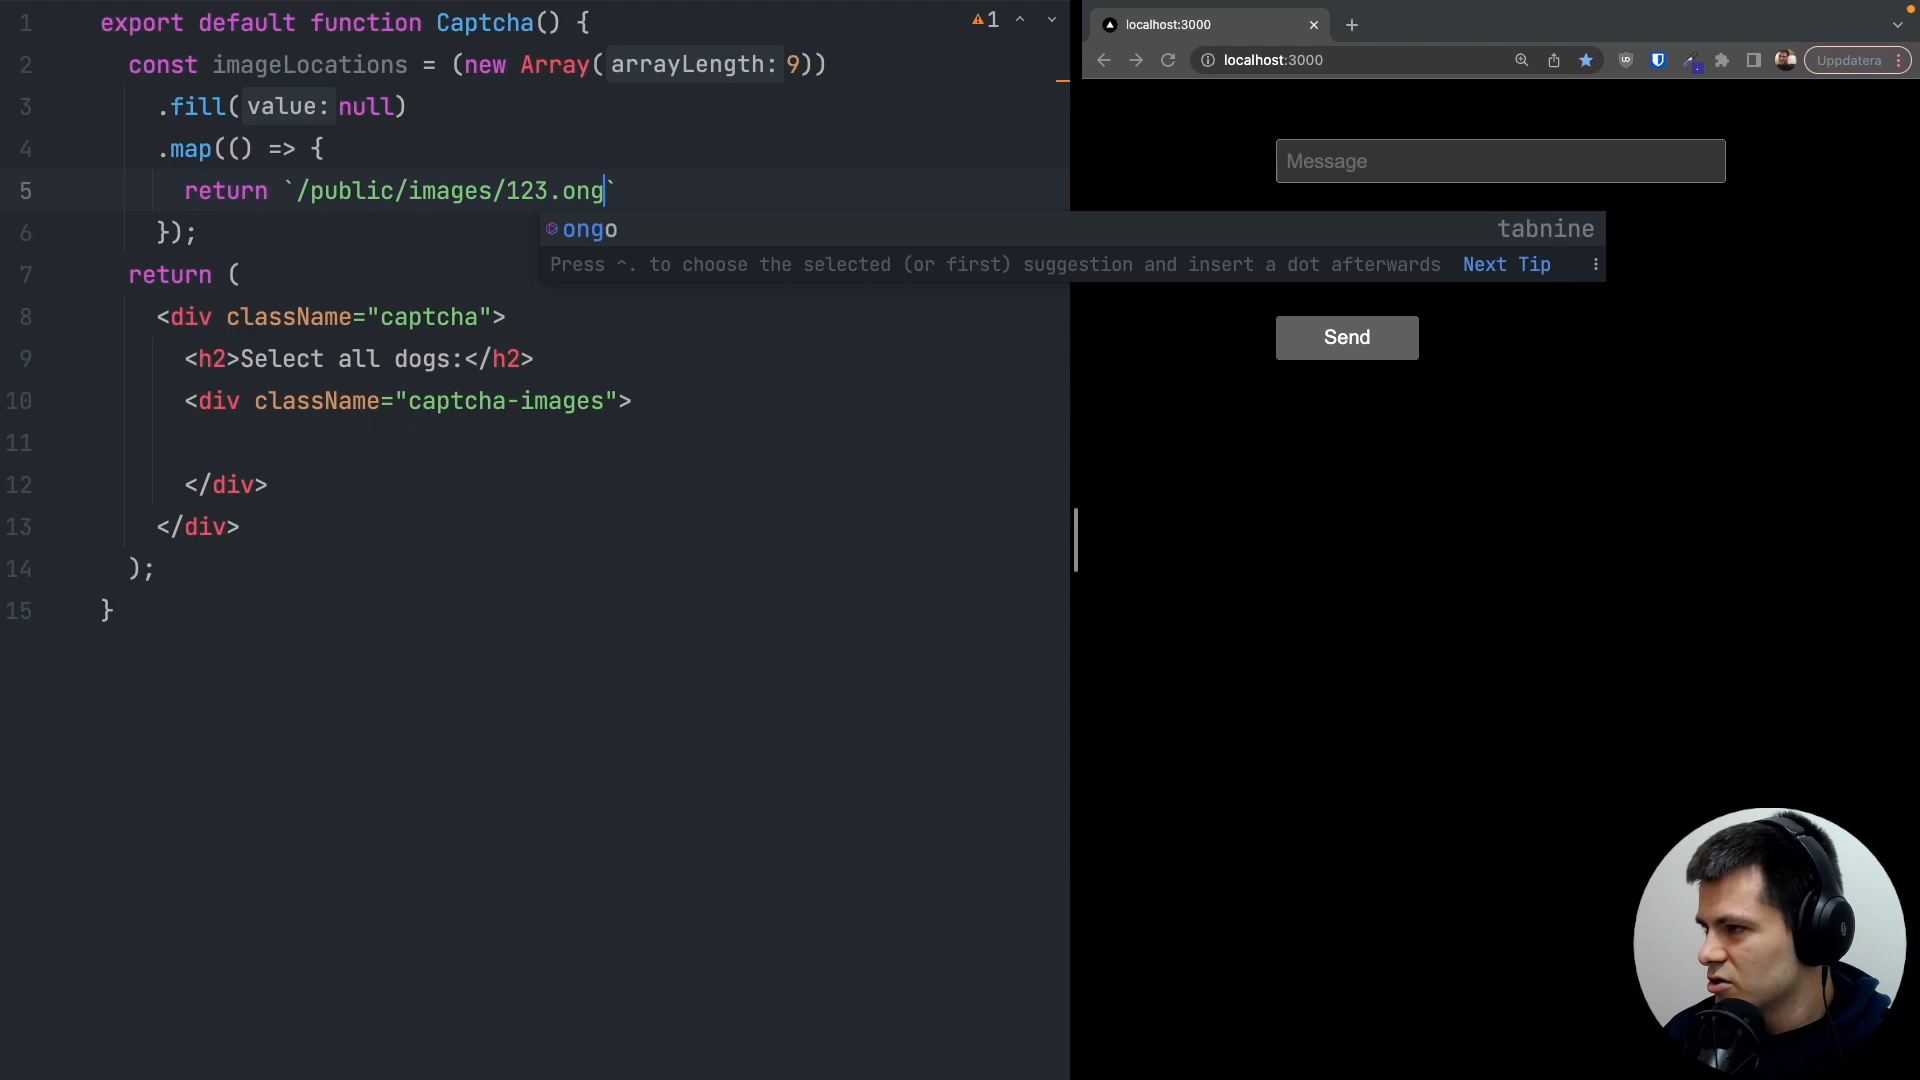 1 export default function Captcha() {
2 const imageLocations = (new Array( arrayLength: 9))
3 .fill( value: null)
4 .map(() => {
5 return `/public/images/123.ong`
6 });
7 return (
8 <div className="captcha">
9 <h2>Select all dogs:</h2>
10 <div className="captcha-images">
11
12 </div>
13 </div>
14 );
15 }
1
ongo tabnine
Press ^. to choose the selected (or first) suggestion and insert a dot afterwards Next Tip
localhost:3000
localhost:3000
Uppdatera
Message
Send